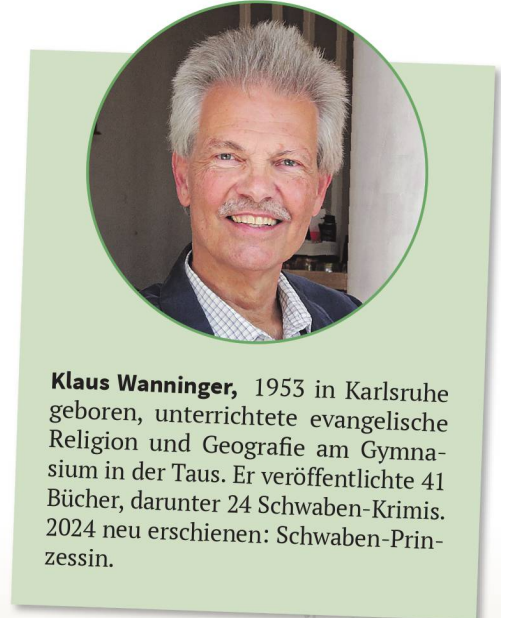 Klaus Wanninger, 1953 in Karlsruhe
geboren, unterrichtete evangelische
Religion und Geografie am Gymna-
sium in der Taus. Er veröffentlichte 41
Bücher, darunter 24 Schwaben-Krimis.
2024 neu erschienen: Schwaben-Prin-
zessin.